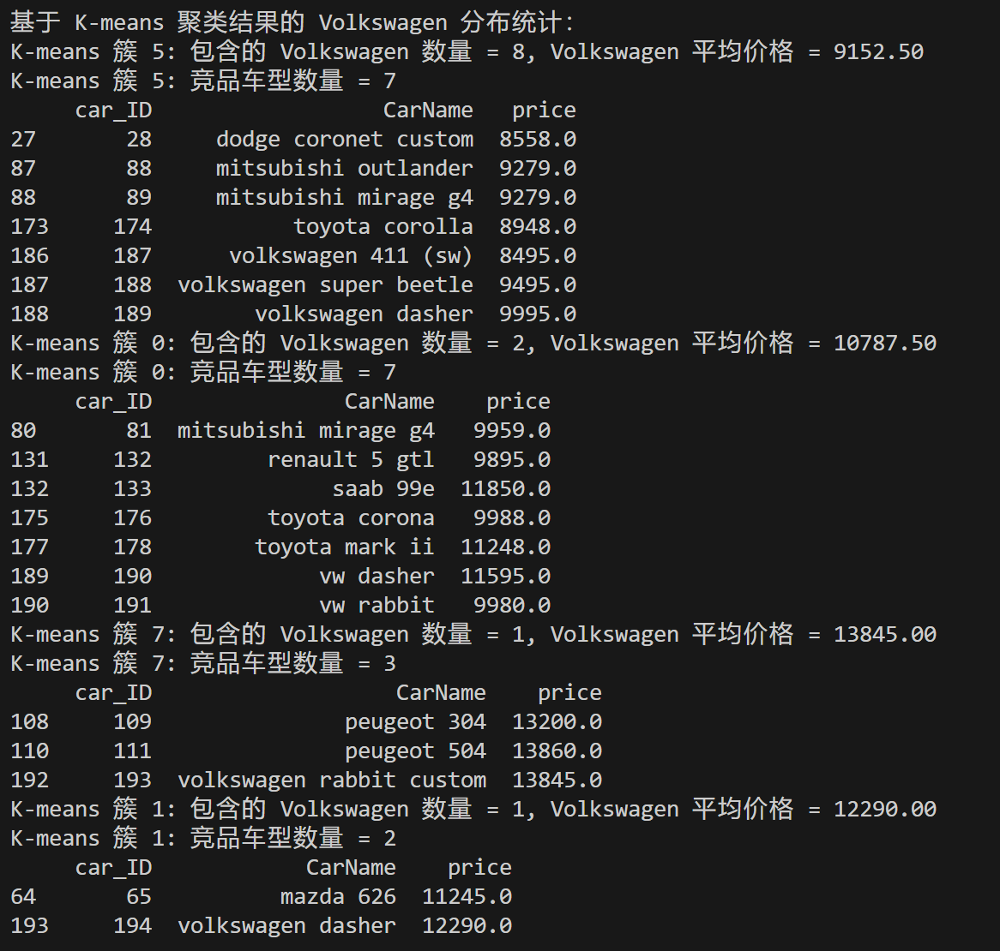 基于 K-means 聚类结果的 Volkswagen 分布统计：
K-means 簇 5: 包含的 Volkswagen 数量 = 8, Volkswagen 平均价格 = 9152.50
K-means 簇 5: 竞品车型数量 = 7
car_ID CarName price
27 28 dodge coronet custom 8558.0
87 88 mitsubishi outlander 9279.0
88 89 mitsubishi mirage g4 9279.0
173 174 toyota corolla 8948.0
186 187 volkswagen 411 (sw) 8495.0
187 188 volkswagen super beetle 9495.0
188 189 volkswagen dasher 9995.0
K-means 簇 0: 包含的 Volkswagen 数量 = 2, Volkswagen 平均价格 = 10787.50
K-means 簇 0: 竞品车型数量 = 7
car_ID CarName price
80 81 mitsubishi mirage g4 9959.0
131 132 renault 5 gtl 9895.0
132 133 saab 99e 11850.0
175 176 toyota corona 9988.0
177 178 toyota mark ii 11248.0
189 190 vw dasher 11595.0
190 191 vw rabbit 9980.0
K-means 簇 7: 包含的 Volkswagen 数量 = 1, Volkswagen 平均价格 = 13845.00
K-means 簇 7: 竞品车型数量 = 3
car_ID CarName price
108 109 peugeot 304 13200.0
110 111 peugeot 504 13860.0
192 193 volkswagen rabbit custom 13845.0
K-means 簇 1: 包含的 Volkswagen 数量 = 1, Volkswagen 平均价格 = 12290.00
K-means 簇 1: 竞品车型数量 = 2
car_ID CarName price
64 65 mazda 626 11245.0
193 194 volkswagen dasher 12290.0